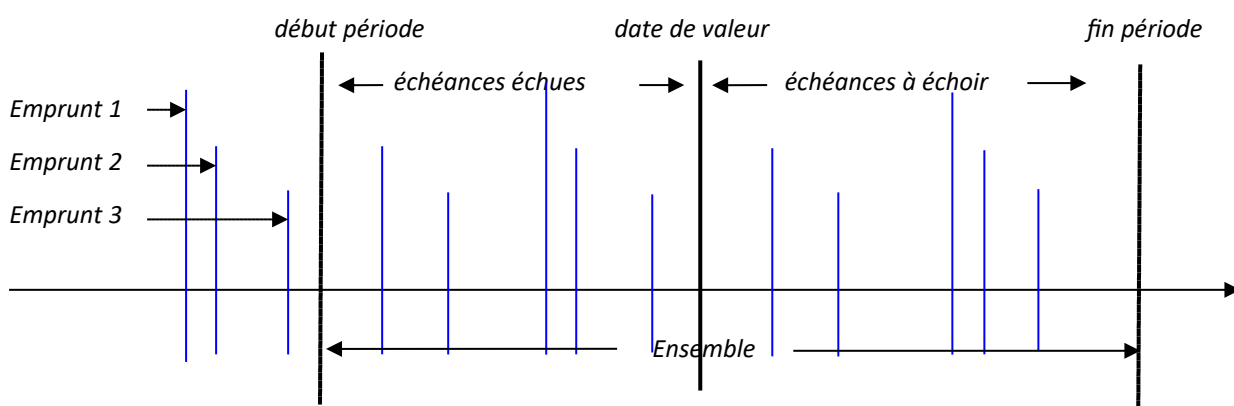 début période
date de valeur
fin période
échéances échues
échéances à échoir
Emprunt 1
Emprunt 2
Emprunt 3
Ensemble